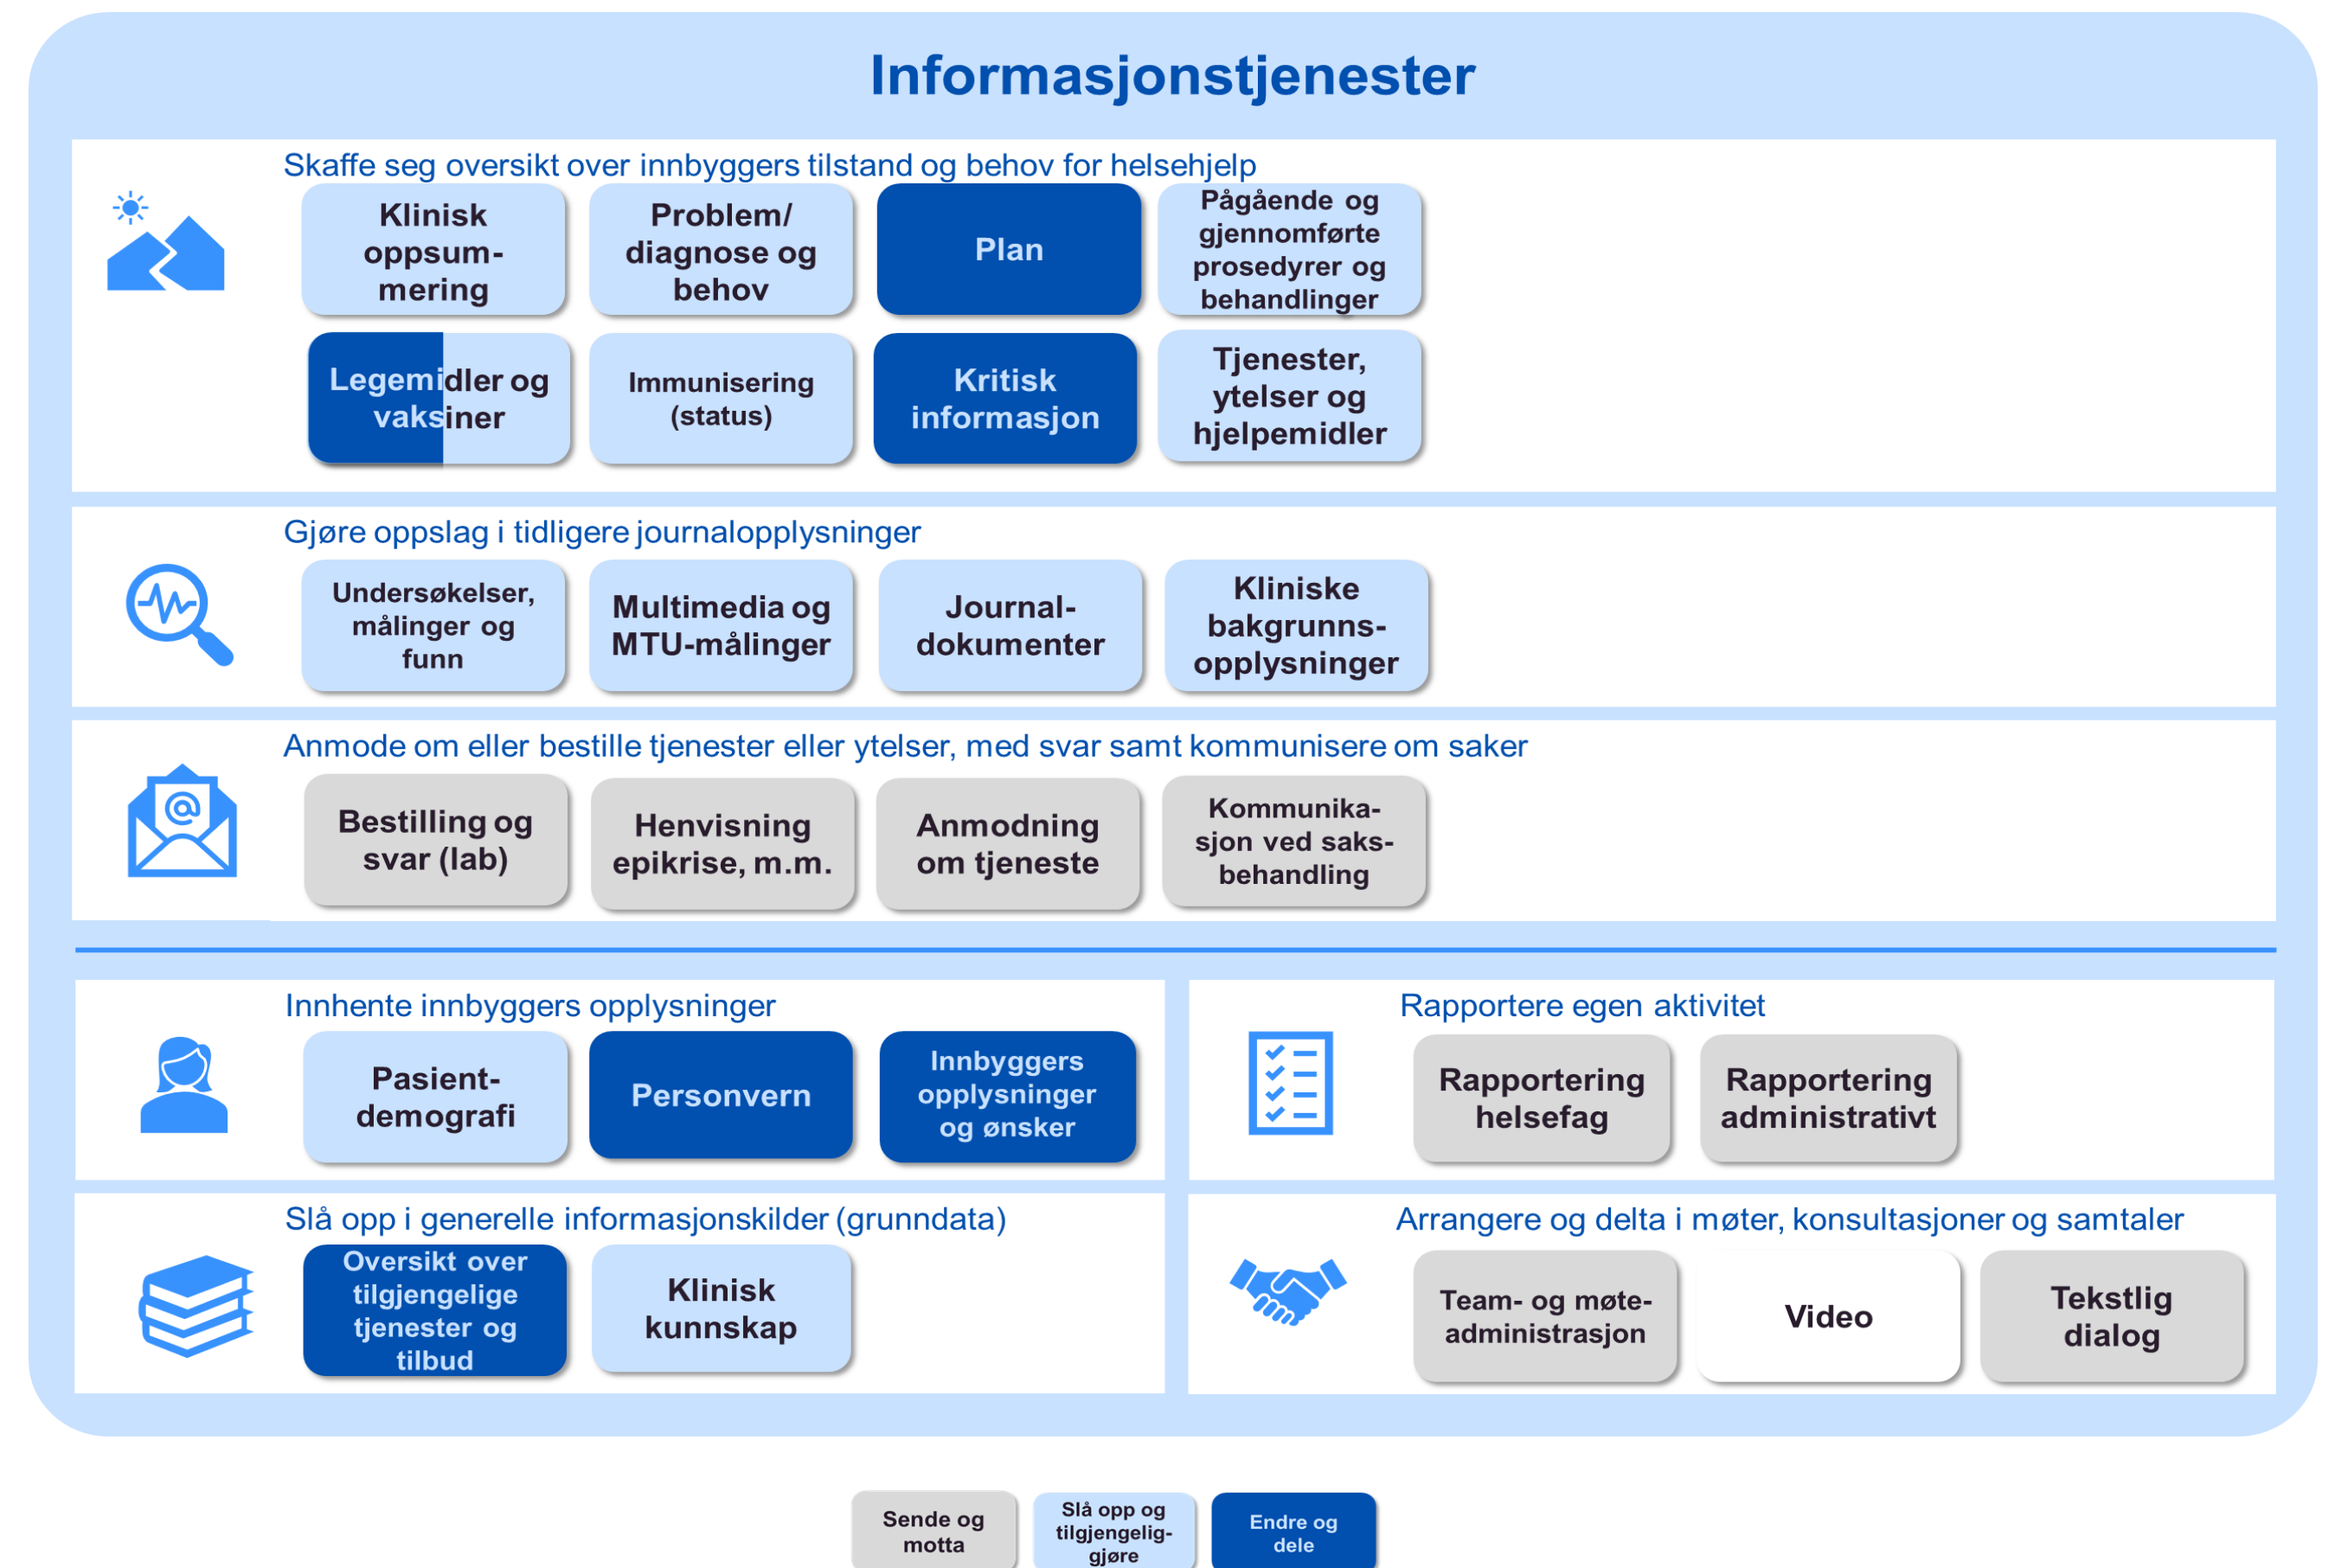 Informasjonstjenester
Skaffe seg oversikt over innbyggers tilstand og behov for helsehjelp
Klinisk
oppsum-
mering
Problem/
diagnose og
behov
Plan
Pågående og
gjennomførte
prosedyrer og
behandlinger
Legemidler og
vaksiner
Immunisering
(status)
Kritisk
informasjon
Tjenester,
ytelser og
hjelpemidler
Gjøre oppslag i tidligere journalopplysninger
Undersøkelser,
målinger og
funn
Multimedia og
MTU-målinger
Journal-
dokumenter
Kliniske
bakgrunns-
opplysninger
Anmode om eller bestille tjenester eller ytelser, med svar samt kommunisere om saker
Bestilling og
svar (lab)
Henvisning
epikrise, m.m.
Anmodning
om tjeneste
Kommunika-
sjon ved saks-
behandling
Innhente innbyggers opplysninger
Pasient-
demografi
Personvern
Innbyggers
opplysninger
og ønsker
Rapportere egen aktivitet
Rapportering
helsefag
Rapportering
administrativt
Slå opp i generelle informasjonskilder (grunndata)
Oversikt over
tilgjengelige
tjenester og
tilbud
Klinisk
kunnskap
Arrangere og delta i møter, konsultasjoner og samtaler
Team- og møte-
administrasjon
Video
Tekstlig
dialog
Sende og
motta
Slå opp og
tilgjengelig-
gjøre
Endre og
dele